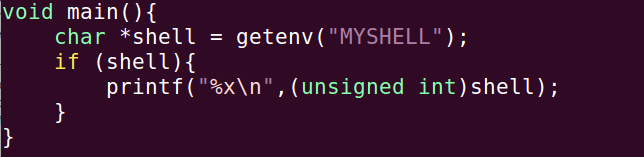 void main(){
    char *shell = getenv("MYSHELL");
    if (shell){
        printf("%x\n",(unsigned int)shell);
    }
}